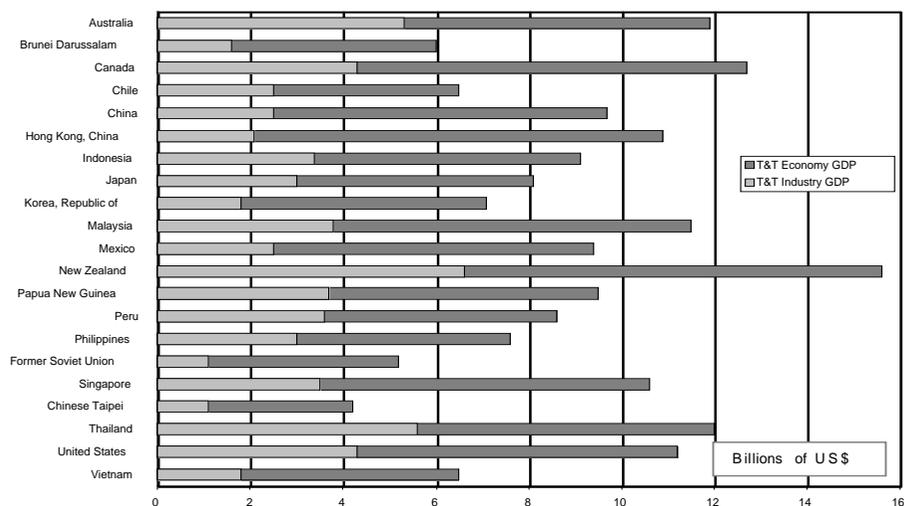 Australia
Brunei Darussalam
Canada
Chile
China
Hong Kong, China
Indonesia
Japan
Korea, Republic of
Malaysia
Mexico
New Zealand
Papua New Guinea
Peru
Philippines
Former Soviet Union
Singapore
Chinese Taipei
Thailand
United States
Vietnam
T&T Economy GDP
T&T Industry GDP
Billions of US$
0 2 4 6 8 10 12 14 16